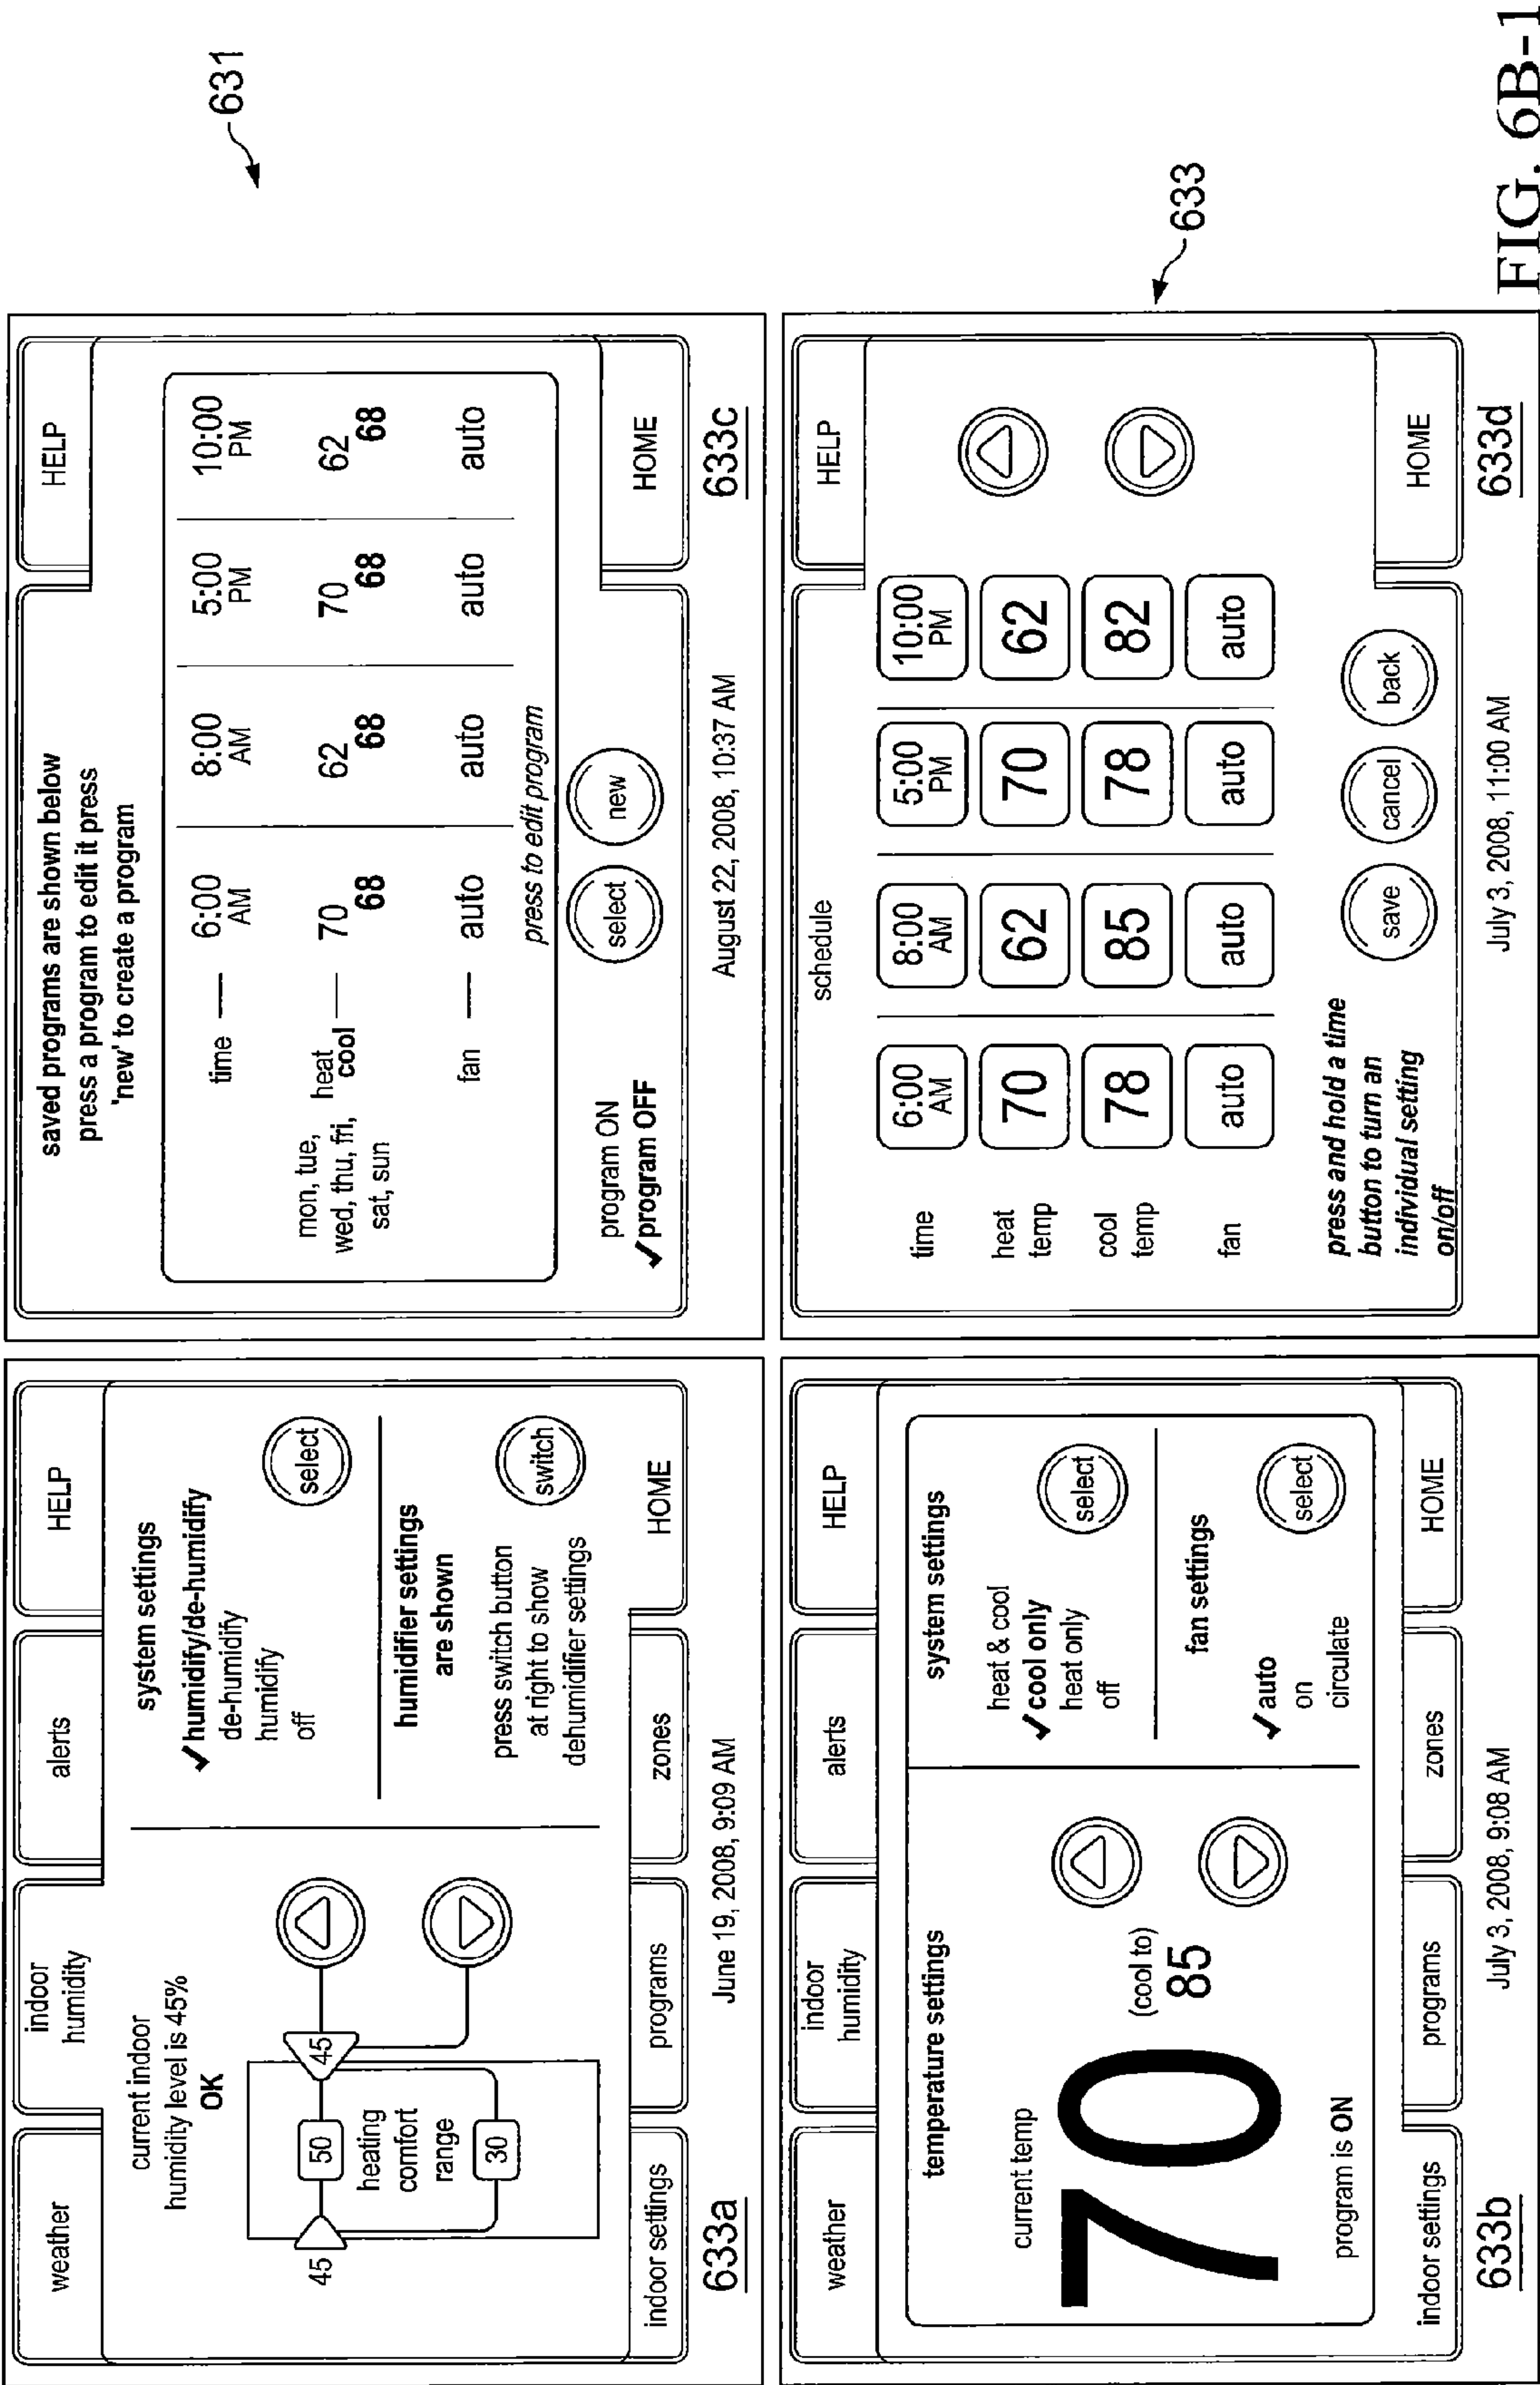 631
weather
indoor
humidity
alerts
HELP
current indoor
humidity level is 45%
OK
45
50
heating
comfort
range
30
45
system settings
✓humidify/de-humidify
de-humidify
humidify
off
select
humidifier settings
are shown
press switch button
at right to show
dehumidifier settings
switch
indoor settings
programs
zones
HOME
633a
June 19, 2008, 9:09 AM
saved programs are shown below
press a program to edit it press
'new' to create a program
HELP
time
6:00
AM
8:00
AM
5:00
PM
10:00
PM
mon, tue,
wed, thu, fri,
sat, sun
heat
cool
70
68
62
68
70
68
62
68
fan
auto
auto
auto
auto
press to edit program
program ON
✓program OFF
select
new
HOME
August 22, 2008, 10:37 AM
633c
weather
indoor
humidity
alerts
HELP
temperature settings
current temp
70
(cool to)
85
program is ON
system settings
heat & cool
✓cool only
heat only
off
select
fan settings
✓auto
on
circulate
select
indoor settings
programs
zones
HOME
633b
July 3, 2008, 9:08 AM
633
schedule
HELP
time
6:00
AM
8:00
AM
5:00
PM
10:00
PM
heat
temp
70
62
70
62
cool
temp
78
85
78
82
fan
auto
auto
auto
auto
press and hold a time
button to turn an
individual setting
on/off
save
cancel
back
HOME
July 3, 2008, 11:00 AM
633d
FIG. 6B-1